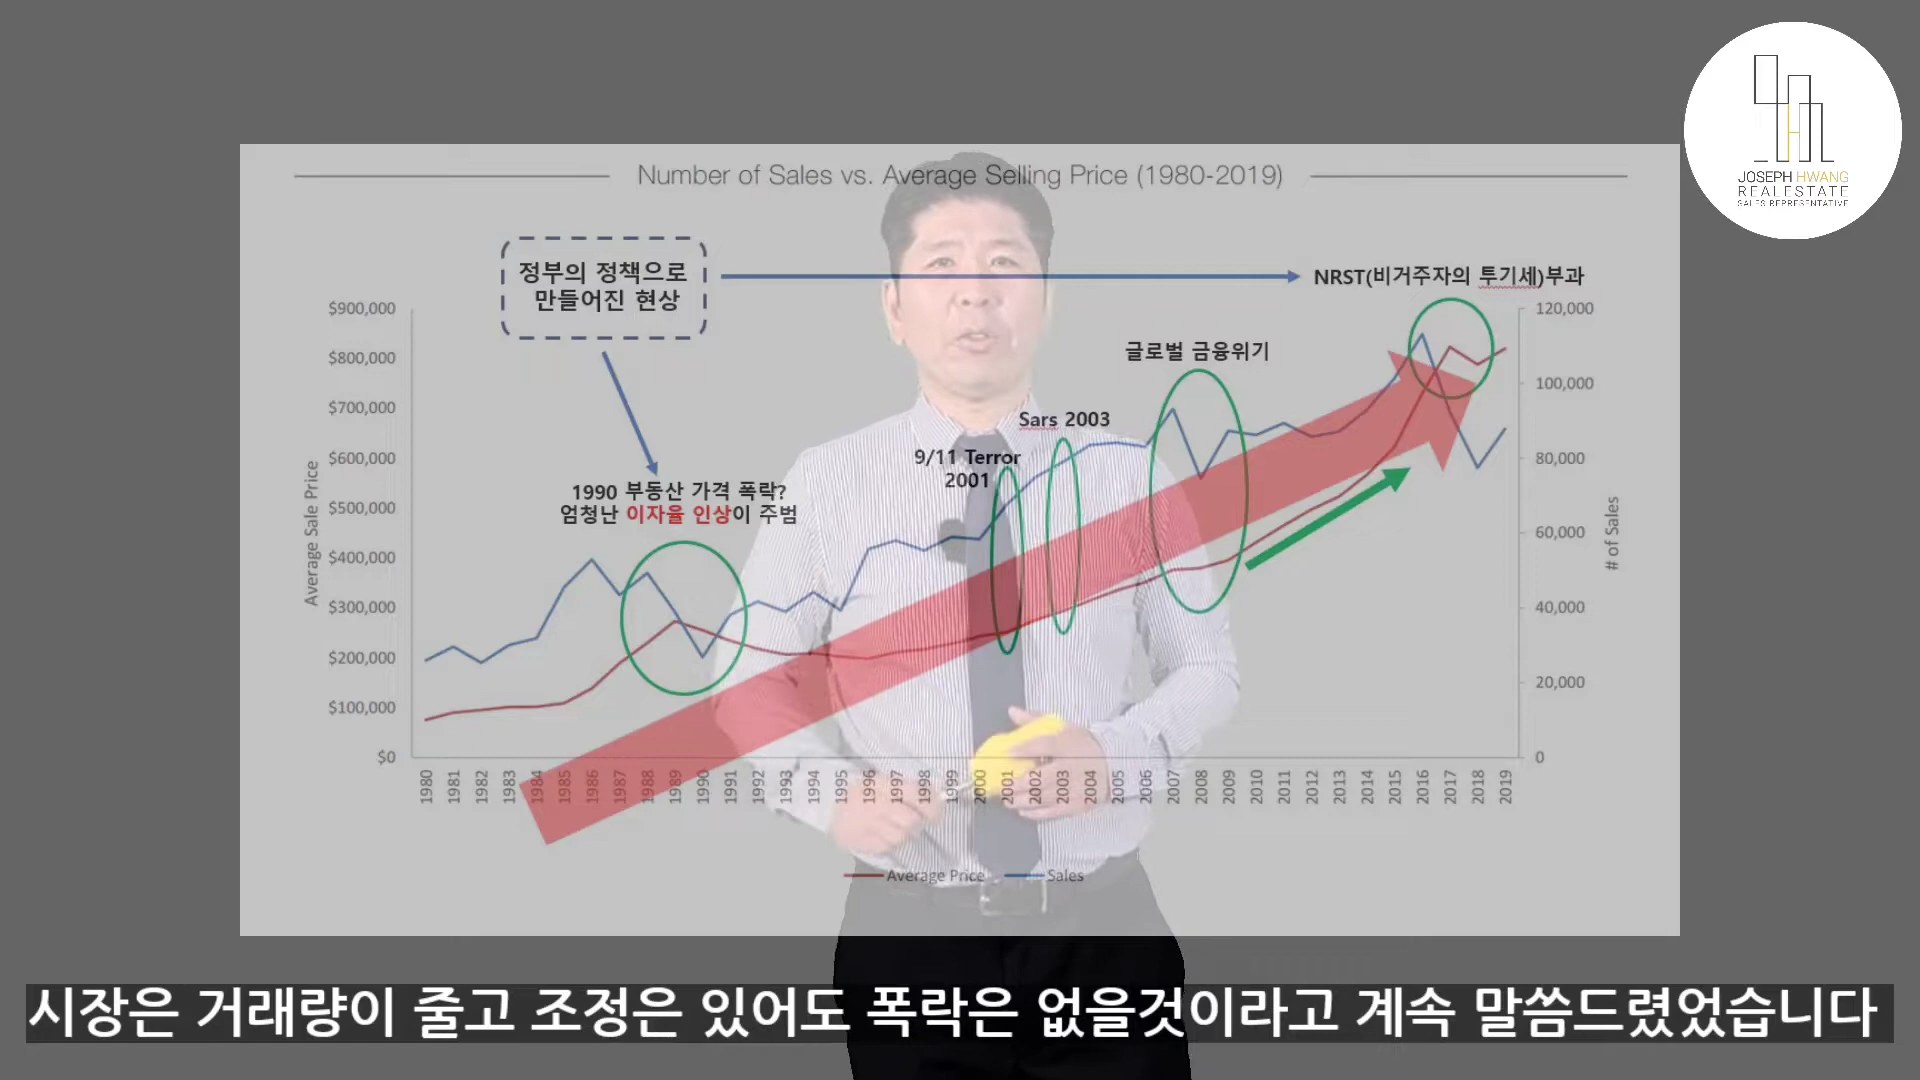 JOSEPH HWANG
REALESTATE
SALES REPRESENTATIVE
Number of Sales vs. Average Selling Price (1980-2019)
정부의 정책으로
만들어진 현상
NRST(비거주자의 투기세)부과
글로벌 금융위기
Sars 2003
9/11 Terror
2001
1990 부동산 가격 폭락?
엄청난 이자율 인상이 주범
$900,000
$800,000
$700,000
$600,000
$500,000
$400,000
$300,000
$200,000
$100,000
$0
Average Sale Price
120,000
100,000
80,000
60,000
40,000
20,000
0
# of Sales
1980 1981 1982 1983 1984 1985 1986 1987 1988 1989 1990 1991 1992 1993 1994 1995 1996 1997 1998 1999 2000 2001 2002 2003 2004 2005 2006 2007 2008 2009 2010 2011 2012 2013 2014 2015 2016 2017 2018 2019
Average Price Sales
시장은 거래량이 줄고 조정은 있어도 폭락은 없을것이라고 계속 말씀드렸었습니다